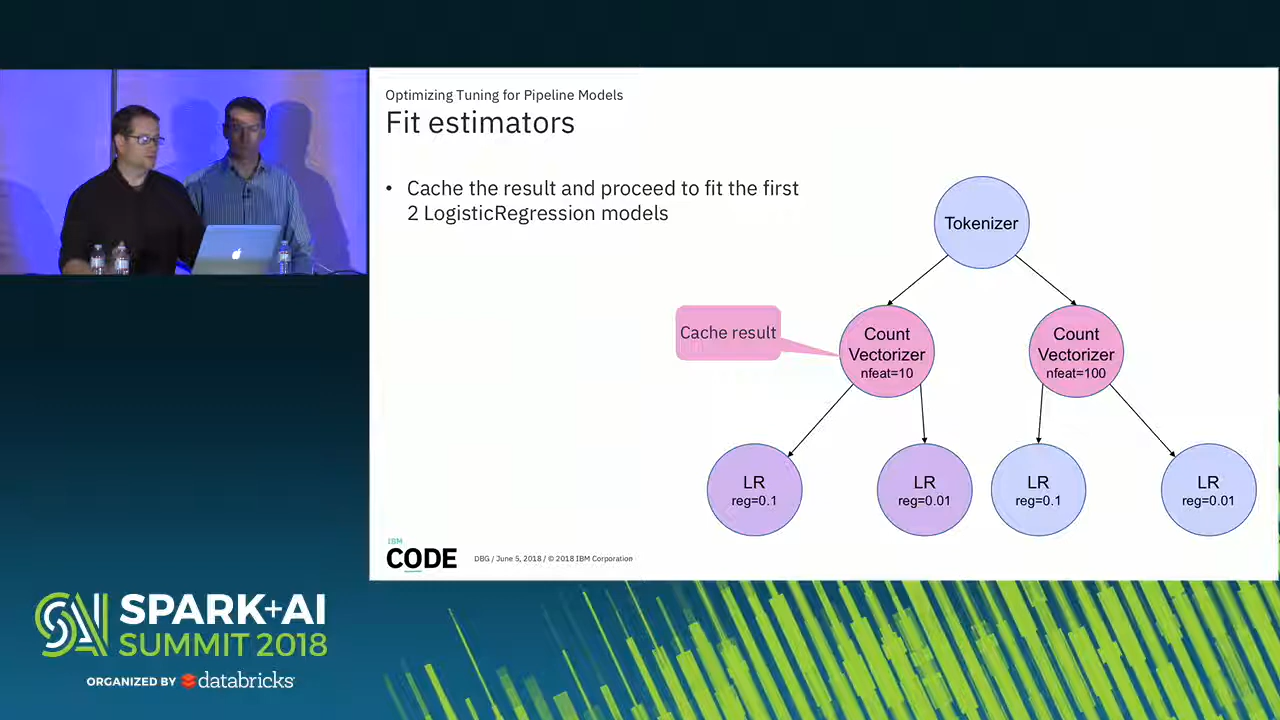 Optimizing Tuning for Pipeline Models
Fit estimators
• Cache the result and proceed to fit the first
2 LogisticRegression models
Tokenizer
Cache result
Count
Vectorizer
nfeat=10
Count
Vectorizer
nfeat=100
LR
reg=0.1
LR
reg=0.01
LR
reg=0.1
LR
reg=0.01
IBM
CODE
DBG / June 5, 2018 / © 2018 IBM Corporation
SPARK+AI
SUMMIT 2018
ORGANIZED BY databricks